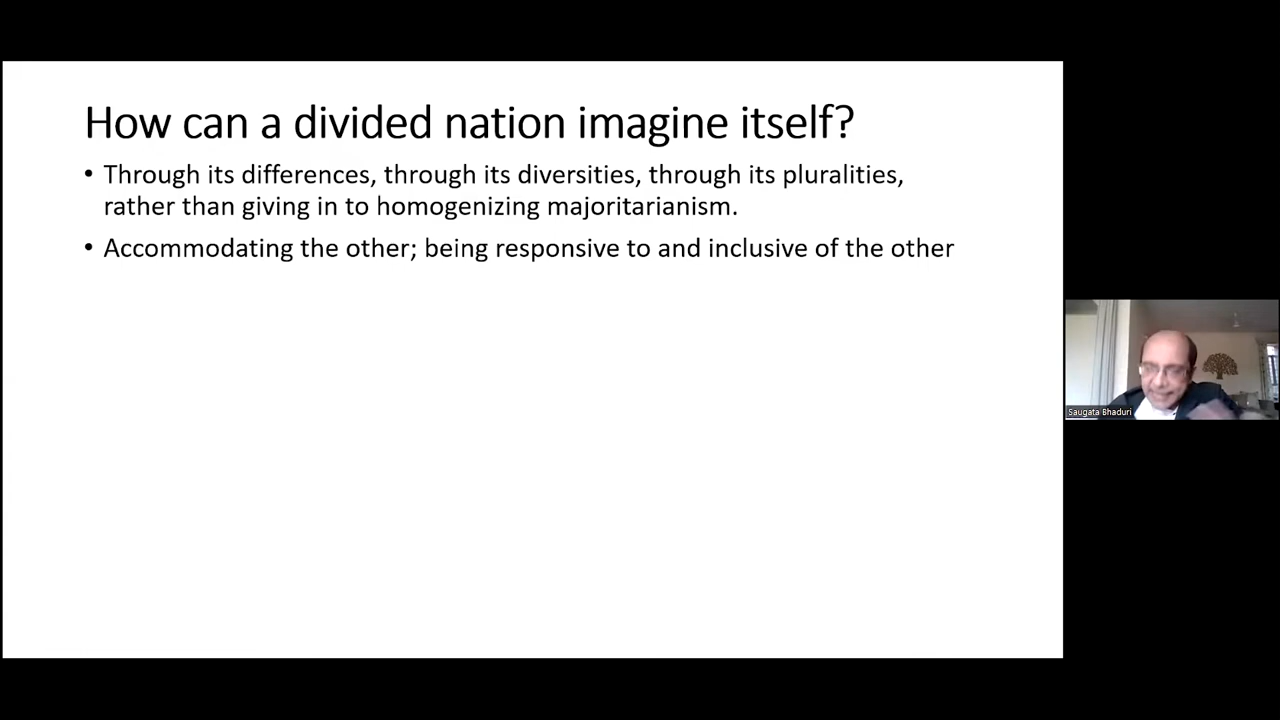 How can a divided nation imagine itself?
• Through its differences, through its diversities, through its pluralities,
rather than giving in to homogenizing majoritarianism.
• Accommodating the other; being responsive to and inclusive of the other
Saugata Bhaduri